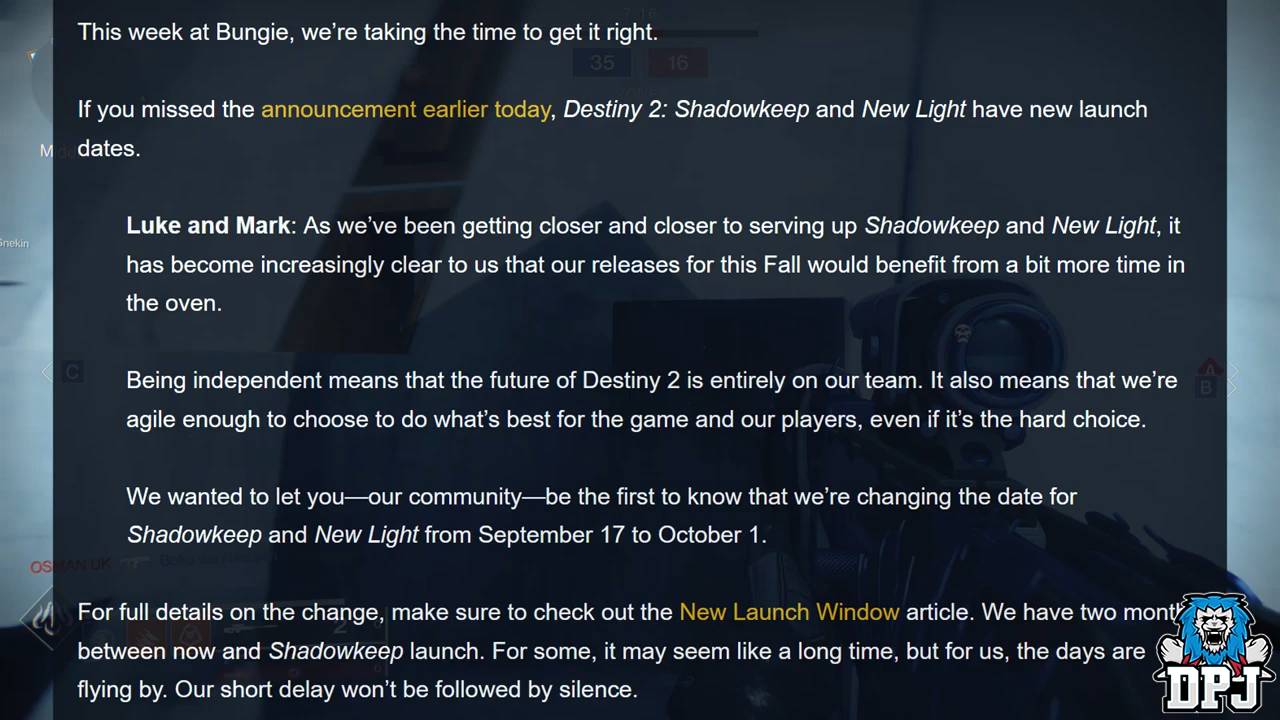 7:16
35 16
This week at Bungie, we’re taking the time to get it right.
If you missed the announcement earlier today, Destiny 2: Shadowkeep and New Light have new launch
dates.
Snekin
Luke and Mark: As we’ve been getting closer and closer to serving up Shadowkeep and New Light, it
has become increasingly clear to us that our releases for this Fall would benefit from a bit more time in
the oven.
C
A
B
Being independent means that the future of Destiny 2 is entirely on our team. It also means that we’re
agile enough to choose to do what’s best for the game and our players, even if it’s the hard choice.
We wanted to let you—our community—be the first to know that we’re changing the date for
Shadowkeep and New Light from September 17 to October 1.
OSMAN UK
For full details on the change, make sure to check out the New Launch Window article. We have two month
between now and Shadowkeep launch. For some, it may seem like a long time, but for us, the days are
flying by. Our short delay won’t be followed by silence.
2
DPJ